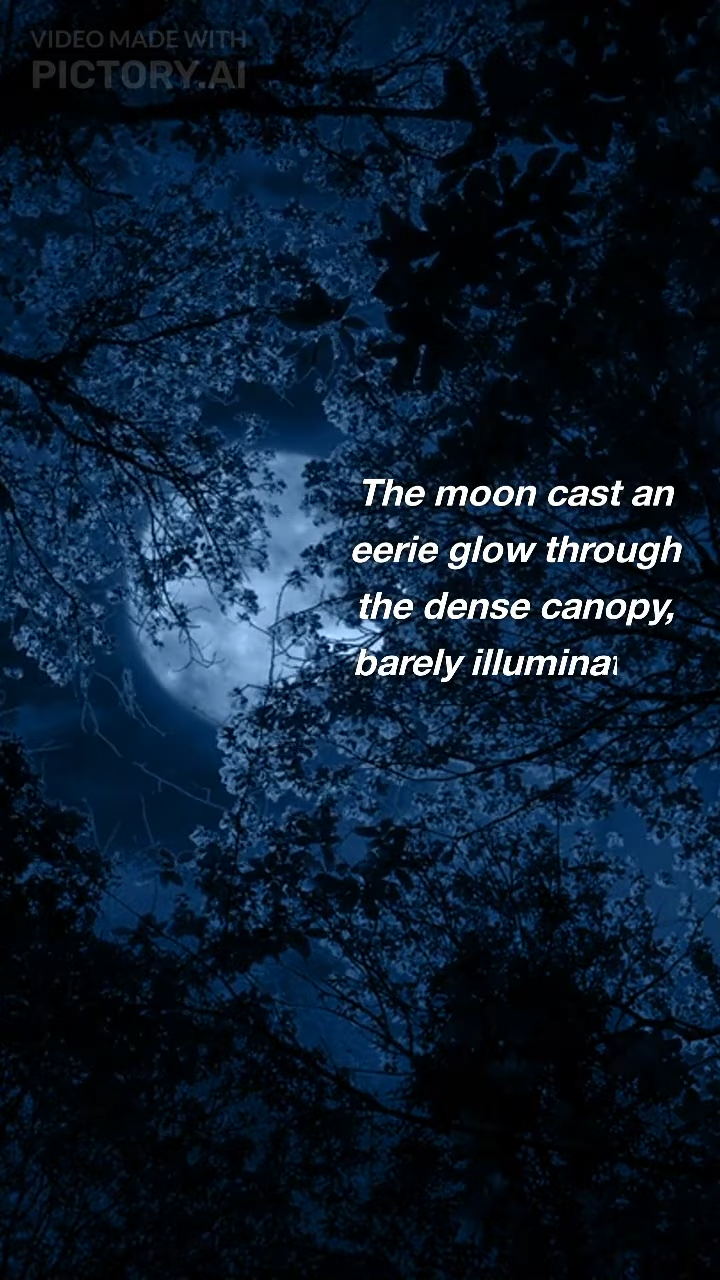 VIDEO MADE WITH
PICTORY.AI
The moon cast an
eerie glow through
the dense canopy,
barely illumina